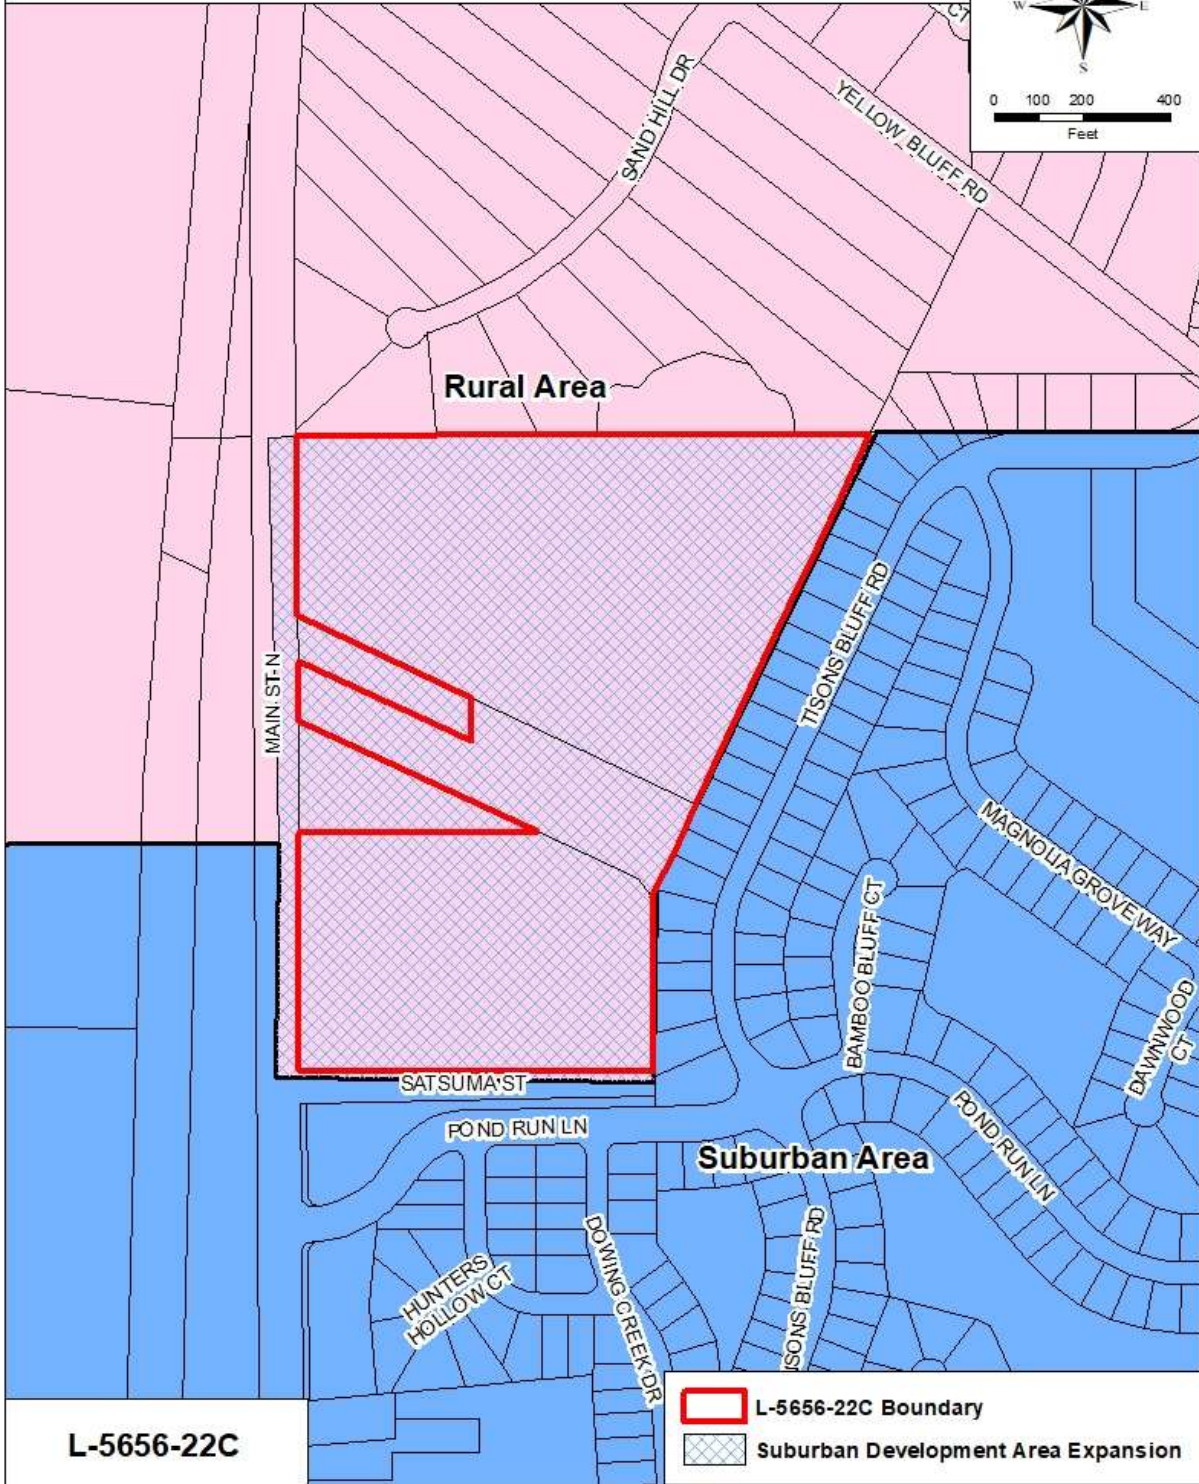 CT
W
E
S
0 100 200 400
Feet
SAND HILL DR
YELLOW BLUFF RD
Rural Area
TISONS BLUFF RD
MAIN ST N
MAGNOLIA GROVE WAY
BAMBOO BLUFF CT
DAWNWOOD
CT
SATSUMA ST
POND RUN LN
POND RUN LN
Suburban Area
HUNTERS
HOLLOW CT
DOWING CREEK DR
ISONS BLUFF RD
L-5656-22C Boundary
Suburban Development Area Expansion
L-5656-22C